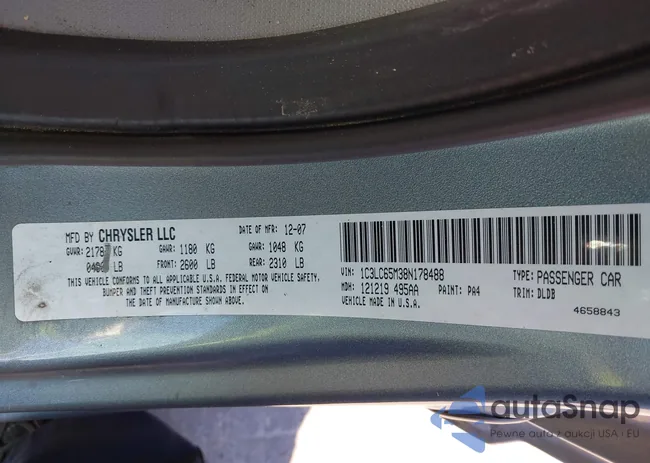 MFD BY CHRYSLER LLC
DATE OF MFR: 12-07
GVWR: 2178 KG
GAWR: 1180 KG
GAWR: 1048 KG
LB
FRONT: 2600 LB
REAR: 2310 LB
THIS VEHICLE CONFORMS TO ALL APPLICABLE U.S.A. FEDERAL MOTOR VEHICLE SAFETY,
BUMPER AND THEFT PREVENTION STANDARDS IN EFFECT ON
THE DATE OF MANUFACTURE SHOWN ABOVE.
VIN: 1C3LC65M38N178488
TYPE: PASSENGER CAR
MDH: 121219 495AA
PAINT: PA4
TRIM: DLDB
VEHICLE MADE IN U.S.A.
4658843
autoSnap
Pewne auto z aukcji USA i EU